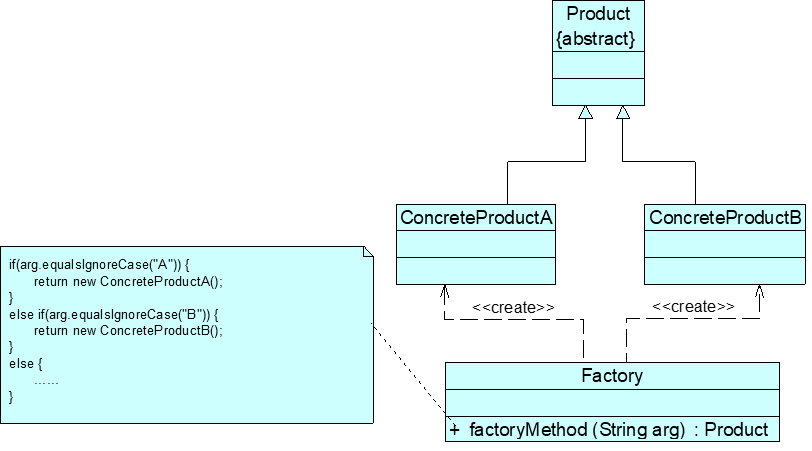 Product
{abstract}
ConcreteProductA
ConcreteProductB
if(arg.equalsIgnoreCase("A")) {
return new ConcreteProductA();
}
else if(arg.equalsIgnoreCase("B")) {
return new ConcreteProductB();
}
else {
......
}
<<create>>
<<create>>
Factory
+ factoryMethod (String arg) : Product